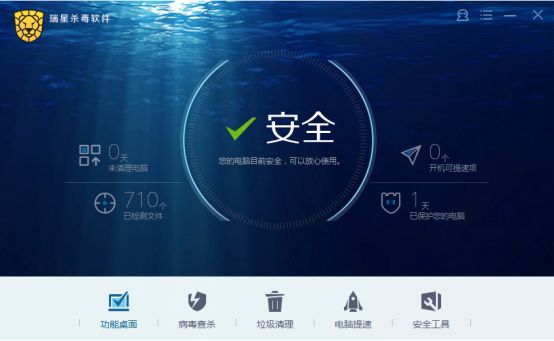 瑞星杀毒软件
安全
您的电脑目前安全，可以放心使用。
0天
未清理电脑
710个
已检测文件
0个
开机可提速项
1天
已保护您的电脑
功能桌面
病毒查杀
垃圾清理
电脑提速
安全工具